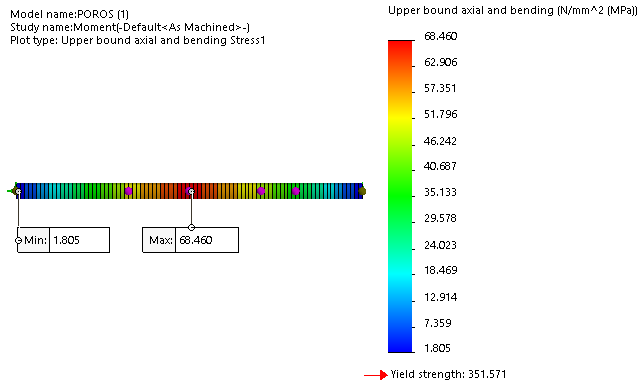 Model name:POROS (1)
Study name:Moment(-Default<As Machined>-)
Plot type: Upper bound axial and bending Stress1
Upper bound axial and bending (N/mm^2 (MPa))
68.460
62.906
57.351
51.796
46.242
40.687
35.133
29.578
24.023
18.469
12.914
7.359
1.805
Min: 1.805
Max: 68.460
Yield strength: 351.571